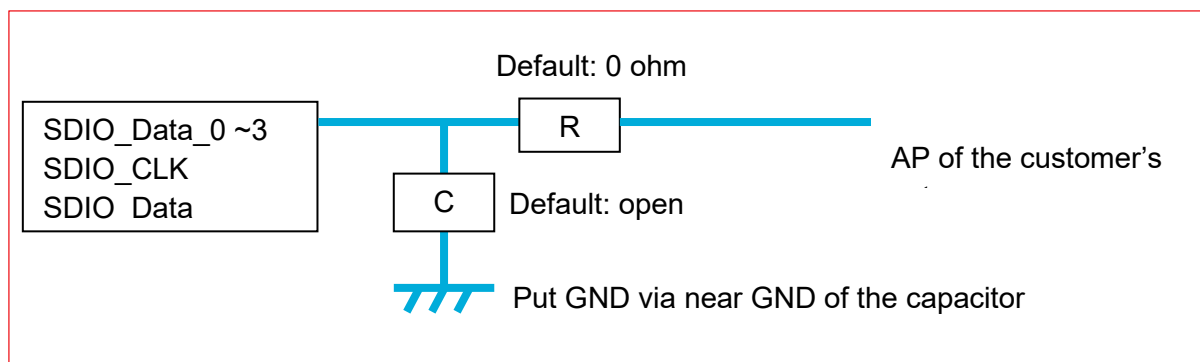 Default: 0 ohm
SDIO_Data_0 ~3
SDIO_CLK
SDIO_Data
R
AP of the customer's
C
Default: open
Put GND via near GND of the capacitor